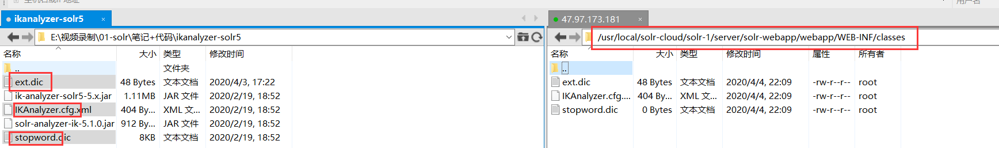 主机名或IP地址 用户名
ikanalyzer-solr5 ×
E:\视频录制\01-solr\笔记+代码\ikanalyzer-solr5
名称 大小 类型 修改时间
.. 文件夹
ext.dic 48 Bytes 文本文档 2020/4/3, 17:22
ik-analyzer-solr5-5.x.jar 1.11MB JAR 文件 2020/2/19, 18:52
IKAnalyzer.cfg.xml 404 By... XML 文... 2020/2/19, 18:52
solr-analyzer-ik-5.1.0.jar 912 By... JAR 文件 2020/2/19, 18:52
stopword.dic 8KB 文本文档 2020/2/19, 18:52
47.97.173.181 ×
/usr/local/solr-cloud/solr-1/server/solr-webapp/webapp/WEB-INF/classes
名称 大小 类型 修改时间 属性 所有者
..
ext.dic 48 Bytes 文本文档 2020/4/4, 22:09 -rw-r--r-- root
IKAnalyzer.cfg.... 404 By... XML 文... 2020/4/4, 22:09 -rw-r--r-- root
stopword.dic 0 Bytes 文本文档 2020/4/4, 22:09 -rw-r--r-- root